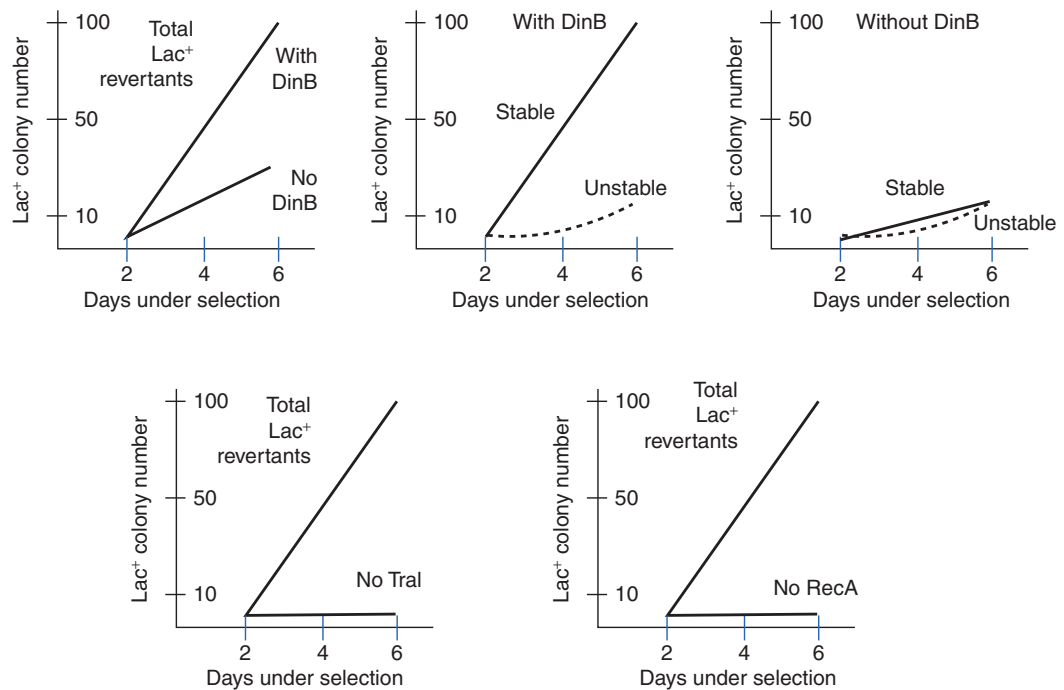 100
50
10
Lac⁺ colony number
Total
Lac⁺
revertants
With
DinB
No
DinB
2 4 6
Days under selection
100
50
10
Lac⁺ colony number
With DinB
Stable
Unstable
2 4 6
Days under selection
100
50
10
Lac⁺ colony number
Without DinB
Stable
Unstable
2 4 6
Days under selection
100
50
10
Lac⁺ colony number
Total
Lac⁺
revertants
No TraI
2 4 6
Days under selection
100
50
10
Lac⁺ colony number
Total
Lac⁺
revertants
No RecA
2 4 6
Days under selection